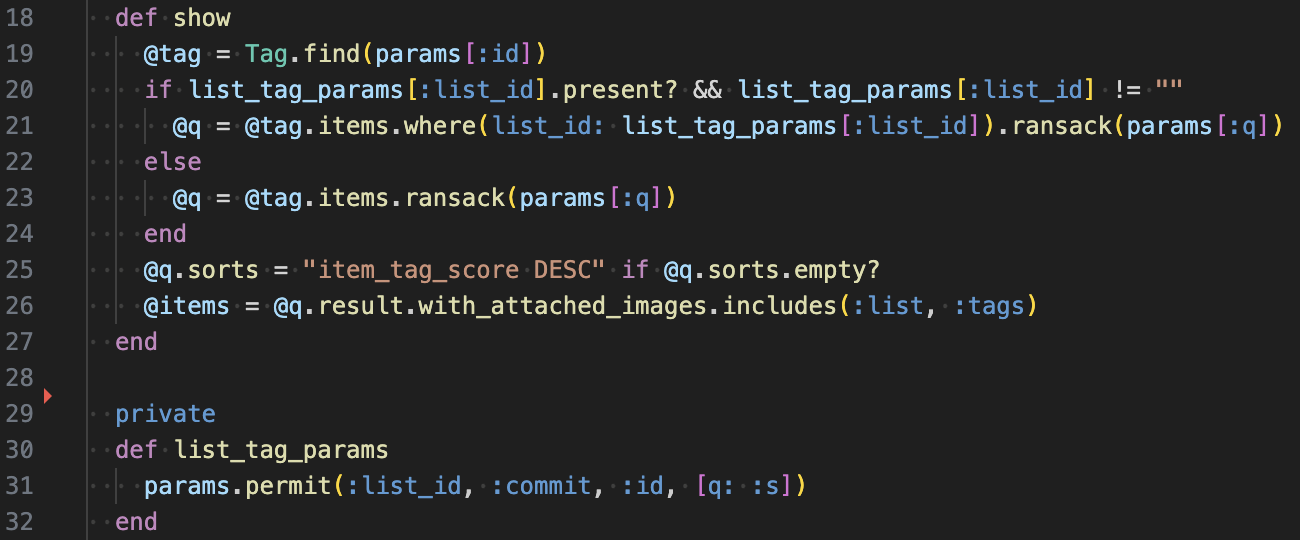 18 def show
19 @tag = Tag.find(params[:id])
20 if list_tag_params[:list_id].present? && list_tag_params[:list_id] != ""
21 @q = @tag.items.where(list_id: list_tag_params[:list_id]).ransack(params[:q])
22 else
23 @q = @tag.items.ransack(params[:q])
24 end
25 @q.sorts = "item_tag_score DESC" if @q.sorts.empty?
26 @items = @q.result.with_attached_images.includes(:list, :tags)
27 end
28
29 private
30 def list_tag_params
31 params.permit(:list_id, :commit, :id, [q: :s])
32 end